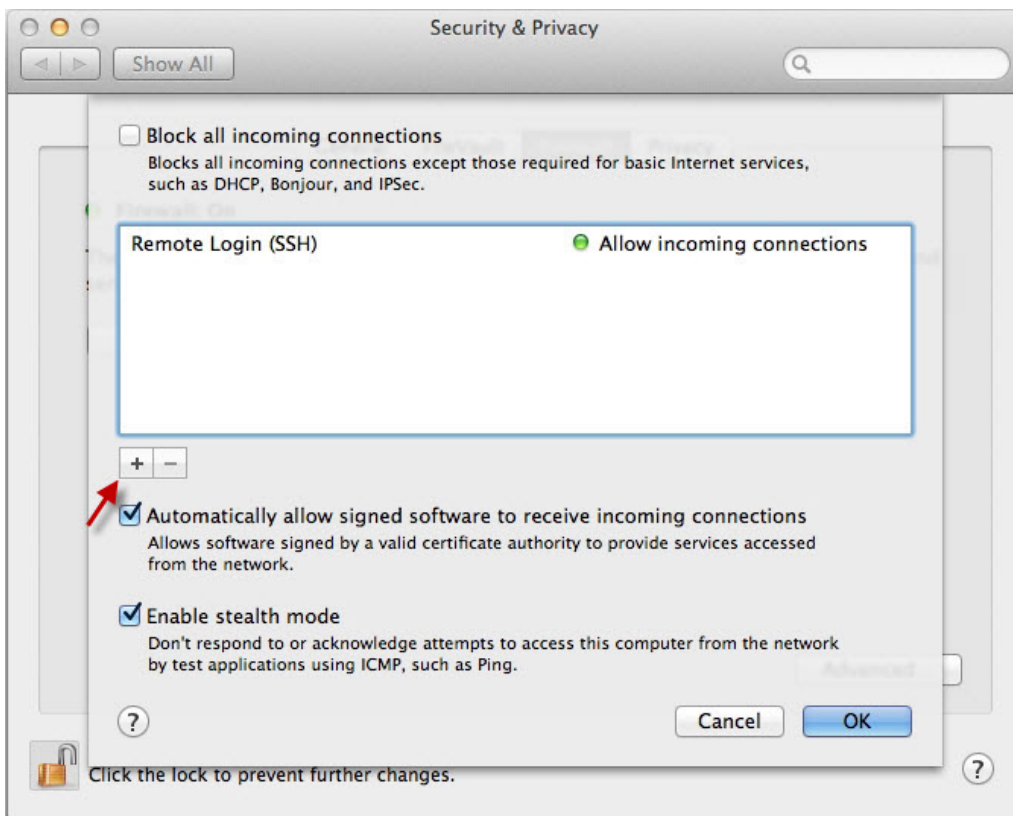 Security & Privacy
Show All
Block all incoming connections
Blocks all incoming connections except those required for basic Internet services,
such as DHCP, Bonjour, and IPSec.
Firewall: On
Remote Login (SSH)
Allow incoming connections
+ −
Automatically allow signed software to receive incoming connections
Allows software signed by a valid certificate authority to provide services accessed
from the network.
Enable stealth mode
Don't respond to or acknowledge attempts to access this computer from the network
by test applications using ICMP, such as Ping.
Advanced
? Cancel OK
Click the lock to prevent further changes. ?